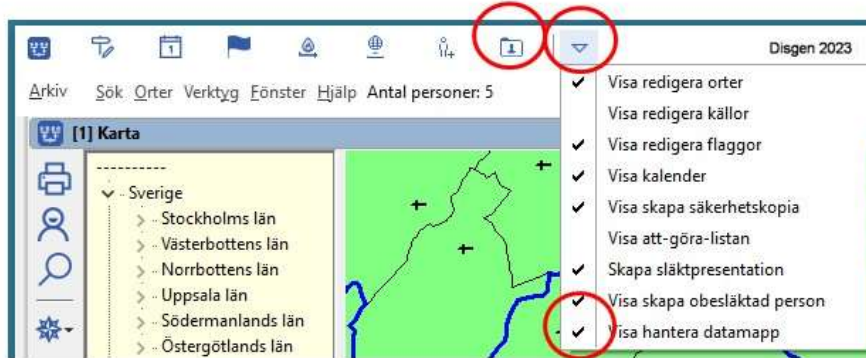 1
Disgen 2023
Arkiv Sök Orter Verktyg Fönster Hjälp Antal personer: 5
[1] Karta
----------
Sverige
Stockholms län
Västerbottens län
Norrbottens län
Uppsala län
Södermanlands län
Östergötlands län
Visa redigera orter
Visa redigera källor
Visa redigera flaggor
Visa kalender
Visa skapa säkerhetskopia
Visa att-göra-listan
Skapa släktpresentation
Visa skapa obesläktad person
Visa hantera datamapp